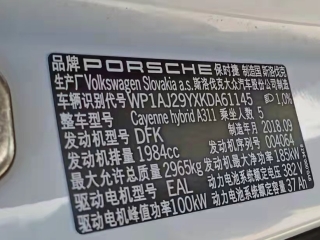 品牌 PORSCHE 保时捷 制造国 斯洛伐克
生产厂 Volkswagen Slovakia a.s. 斯洛伐克大众汽车股份公司制造
车辆识别代号 WP1AJ29YXKDA61145 1,0%
整车型号 Cayenne hybrid A311 乘坐人数 5
发动机型号 DFK 制造年月 2018.09
发动机排量 1984cc 发动机序号 004064
最大允许总质量 2965kg 发动机最大净功率 185kW
驱动电机型号 EAL 动力电池系统额定电压 382 V
驱动电机峰值功率 100kW 动力电池系统额定容量 37 Ah